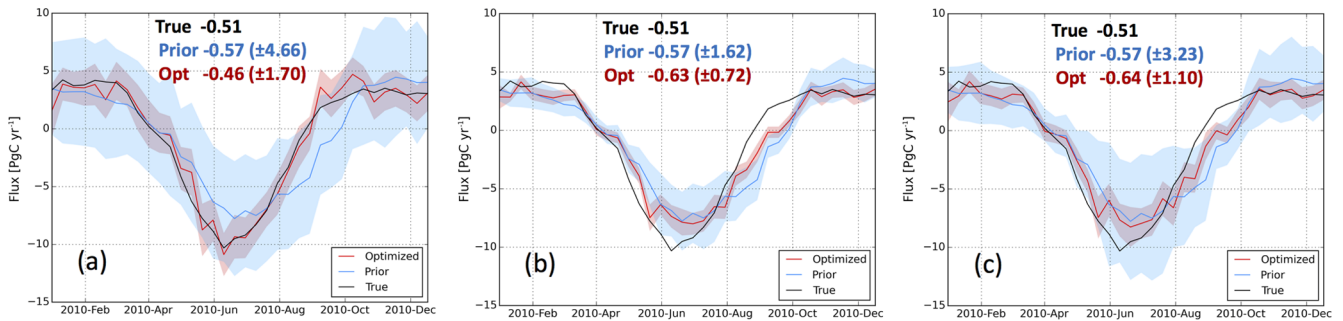 True -0.51
Prior -0.57 (±4.66)
Opt -0.46 (±1.70)
10
5
0
−5
−10
−15
Flux [PgC yr⁻¹]
(a)
Optimized
Prior
True
2010-Feb 2010-Apr 2010-Jun 2010-Aug 2010-Oct 2010-Dec
True -0.51
Prior -0.57 (±1.62)
Opt -0.63 (±0.72)
10
5
0
−5
−10
−15
Flux [PgC yr⁻¹]
(b)
Optimized
Prior
True
2010-Feb 2010-Apr 2010-Jun 2010-Aug 2010-Oct 2010-Dec
True -0.51
Prior -0.57 (±3.23)
Opt -0.64 (±1.10)
10
5
0
−5
−10
−15
Flux [PgC yr⁻¹]
(c)
Optimized
Prior
True
2010-Feb 2010-Apr 2010-Jun 2010-Aug 2010-Oct 2010-Dec